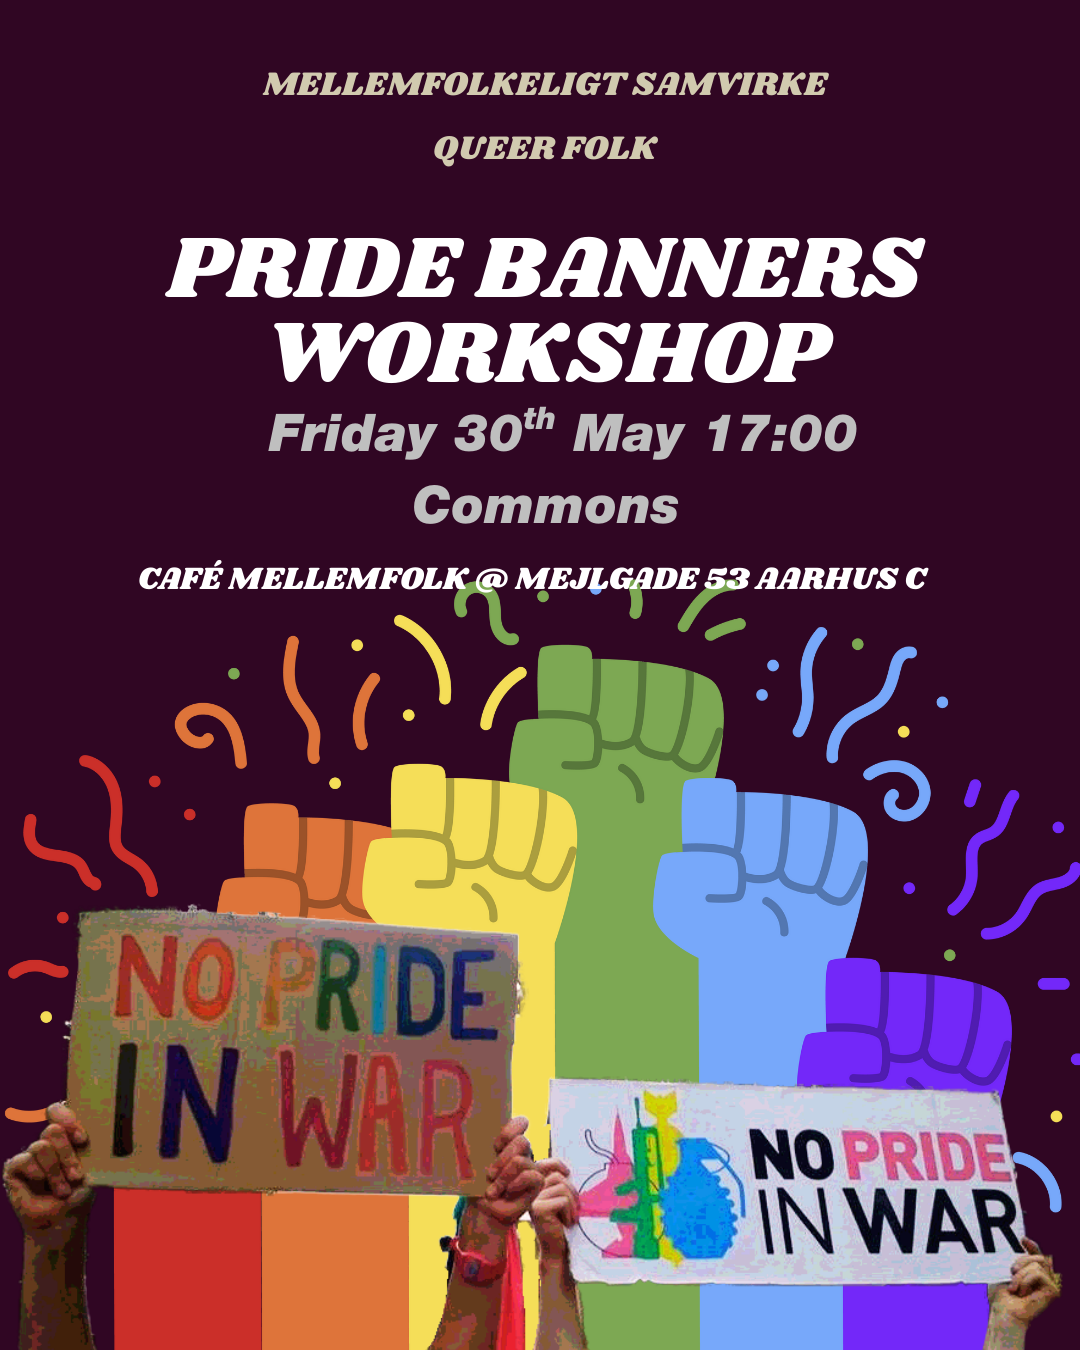 MELLEMFOLKELIGT SAMVIRKE
QUEER FOLK
PRIDE BANNERS
WORKSHOP
Friday 30th May 17:00
Commons
CAFÉ MELLEMFOLK @ MEJLGADE 53 AARHUS C
NO PRIDE
IN WAR
NO PRIDE
IN WAR